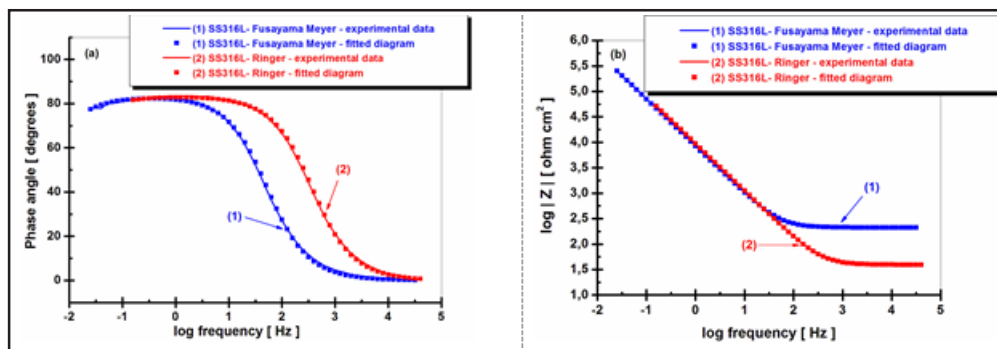 (1) SS316L- Fusayama Meyer - experimental data
(1) SS316L- Fusayama Meyer - fitted diagram
(2) SS316L- Ringer - experimental data
(2) SS316L- Ringer - fitted diagram
(a)
Phase angle [ degrees]
100
80
60
40
20
0
(2)
(1)
-2 -1 0 1 2 3 4 5
log frequency [ Hz ]
(1) SS316L- Fusayama Meyer - experimental data
(1) SS316L- Fusayama Meyer - fitted diagram
(2) SS316L- Ringer - experimental data
(2) SS316L- Ringer - fitted diagram
(b)
log | Z | [ ohm cm²]
6,0
5,5
5,0
4,5
4,0
3,5
3,0
2,5
2,0
1,5
1,0
(1)
(2)
-2 -1 0 1 2 3 4 5
log frequency [ Hz ]